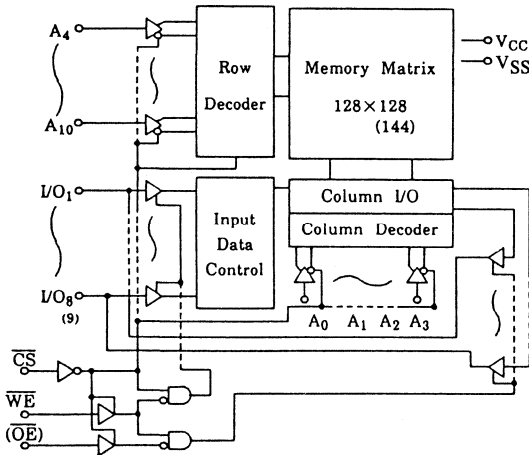 A4
A10
Row
Decoder
Memory Matrix
128×128
(144)
VCC
VSS
I/O1
I/O8
(9)
Input
Data
Control
Column I/O
Column Decoder
A0 A1 A2 A3
CS
WE
(OE)